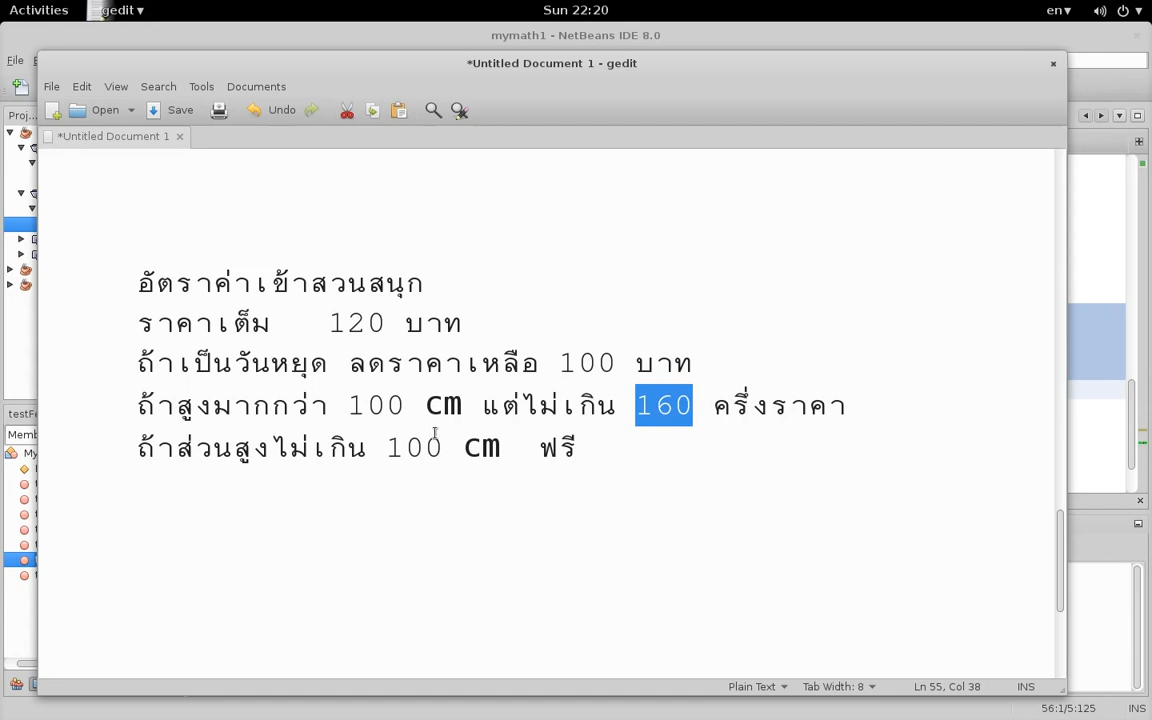 Activities gedit ▾ Sun 22:20 en ▾
mymath1 - NetBeans IDE 8.0
File
*Untitled Document 1 - gedit
File Edit View Search Tools Documents
Open Save Undo
Proj...
*Untitled Document 1
อัตราค่าเข้าสวนสนุก
ราคาเต็ม 120 บาท
ถ้าเป็นวันหยุด ลดราคาเหลือ 100 บาท
ถ้าสูงมากกว่า 100 cm แต่ไม่เกิน 160 ครึ่งราคา
ถ้าส่วนสูงไม่เกิน 100 cm ฟรี
Plain Text Tab Width: 8 Ln 55, Col 38 INS
56:1/5:125 INS